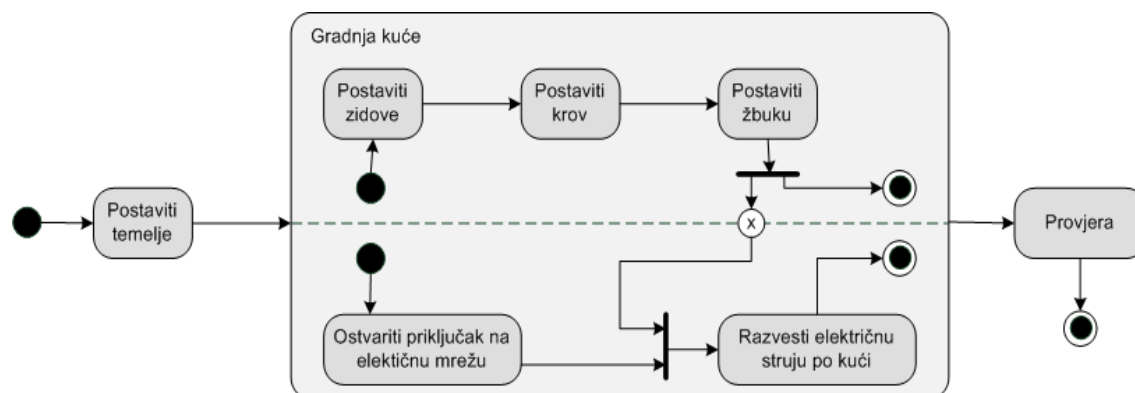 Gradnja kuće
Postaviti
zidove
Postaviti
krov
Postaviti
žbuku
Postaviti
temelje
x
Provjera
Ostvariti priključak na
elektičnu mrežu
Razvesti električnu
struju po kući